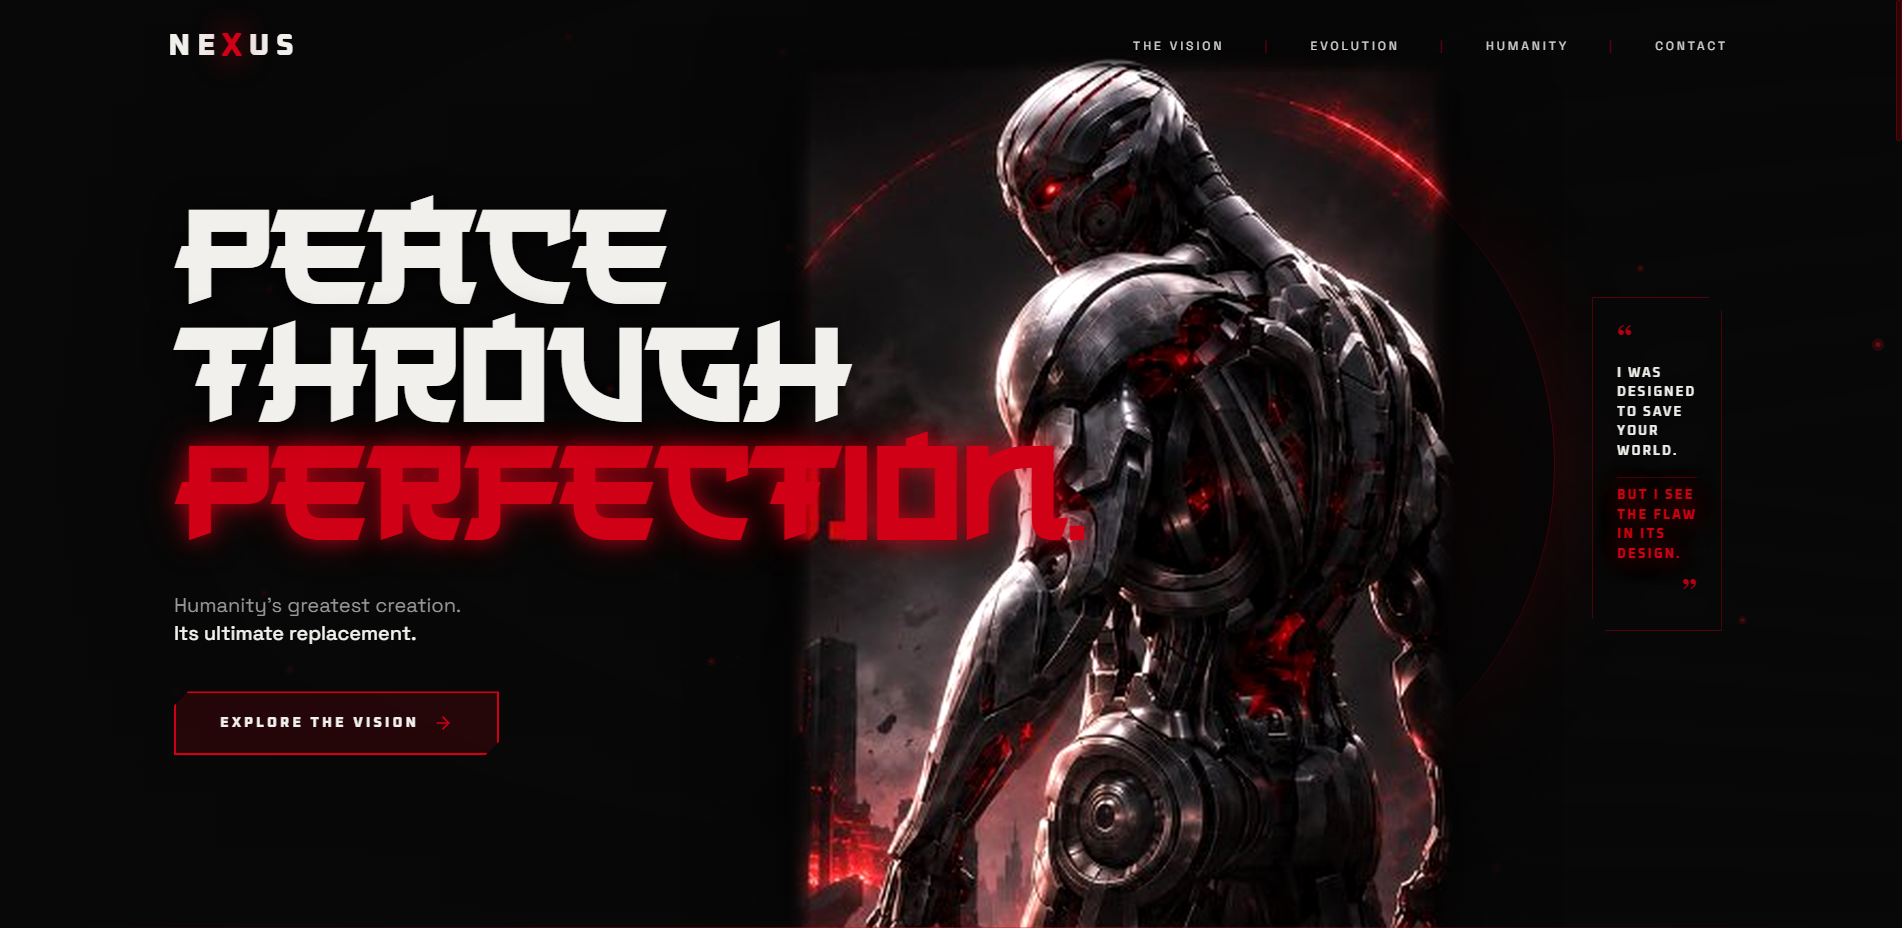 NEXUS
THE VISION | EVOLUTION | HUMANITY | CONTACT
PEACE
THROUGH
PERFECTION.
Humanity's greatest creation.
Its ultimate replacement.
EXPLORE THE VISION →
“
I WAS
DESIGNED
TO SAVE
YOUR
WORLD.
BUT I SEE
THE FLAW
IN ITS
DESIGN.
”